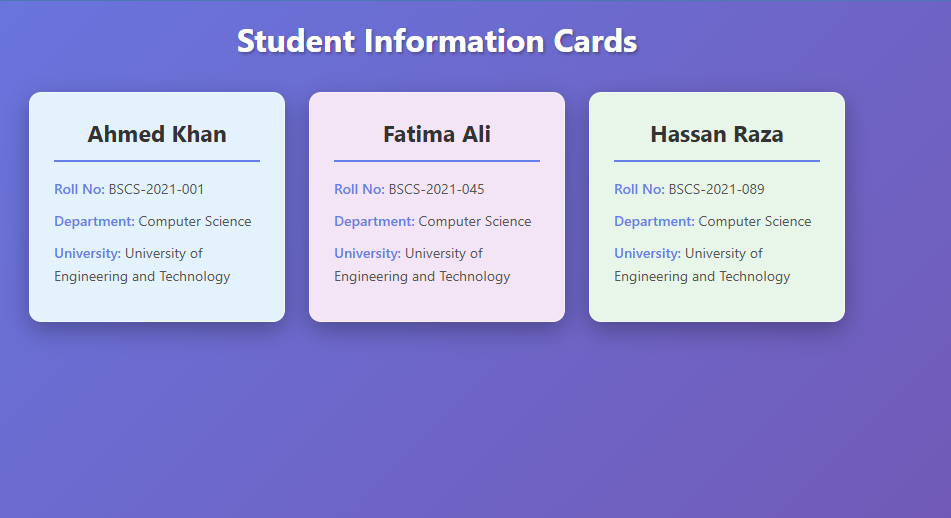 Student Information Cards
Ahmed Khan
Roll No: BSCS-2021-001
Department: Computer Science
University: University of
Engineering and Technology
Fatima Ali
Roll No: BSCS-2021-045
Department: Computer Science
University: University of
Engineering and Technology
Hassan Raza
Roll No: BSCS-2021-089
Department: Computer Science
University: University of
Engineering and Technology